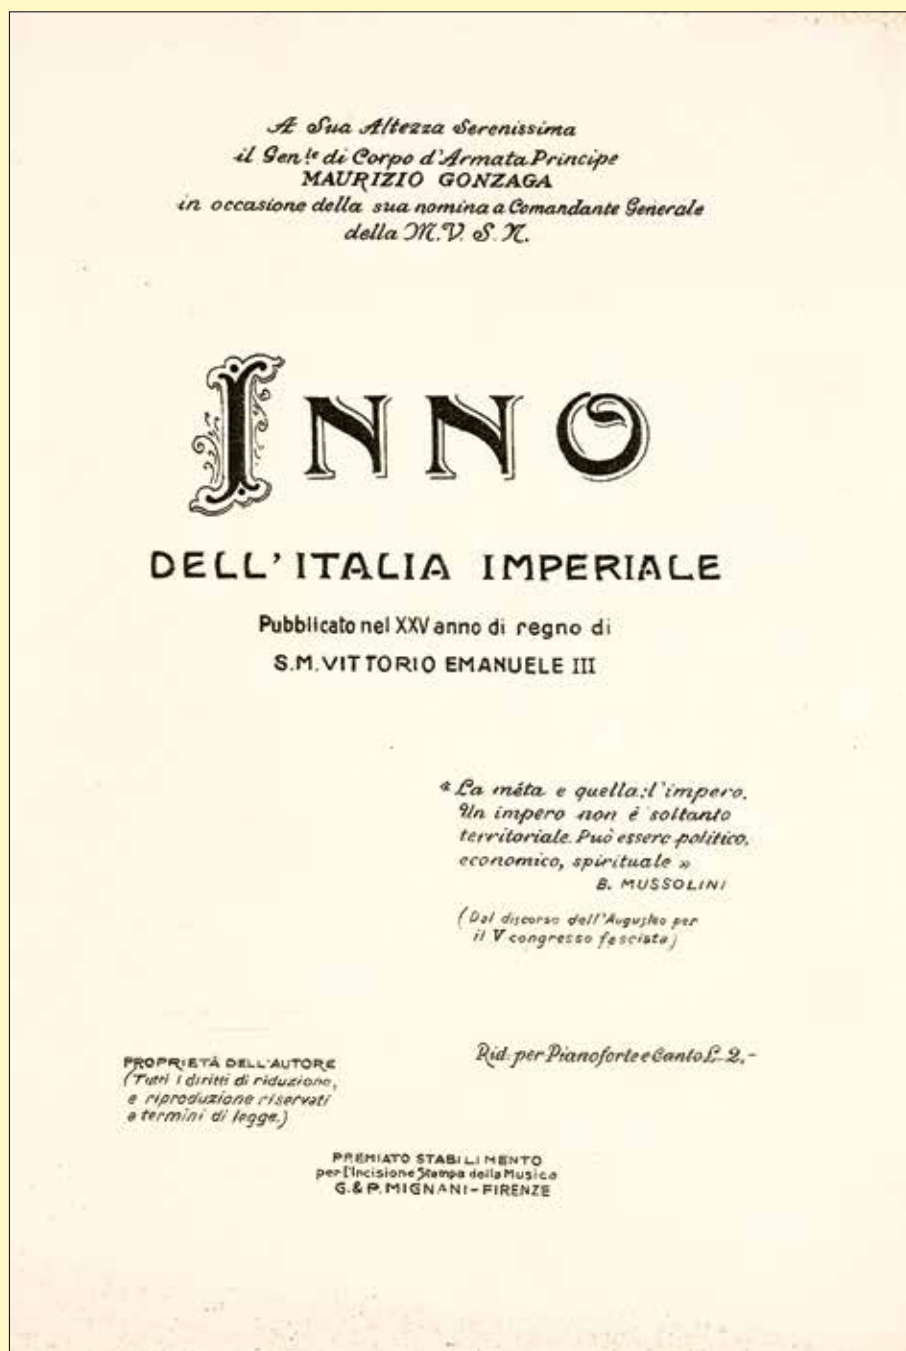 A Sua Altezza Serenissima
il Gen.le di Corpo d'Armata Principe
MAURIZIO GONZAGA
in occasione della sua nomina a Comandante Generale
della M.V.S.N.
INNO
DELL'ITALIA IMPERIALE
Pubblicato nel XXV anno di regno di
S.M. VITTORIO EMANUELE III
« La méta e quella: l'impero.
Un impero non é soltanto
territoriale. Puó essere politico,
economico, spirituale »
B. MUSSOLINI
(Dal discorso dell'Augusteo per
il V congresso fascista)
Rid. per Pianoforte e Canto L. 2.-
PROPRIETÁ DELL'AUTORE
(Tutti i diritti di riduzione,
e riproduzione riservati
a termini di legge.)
PREMIATO STABILIMENTO
per l'Incisione Stampa della Musica
G. & P. MIGNANI - FIRENZE